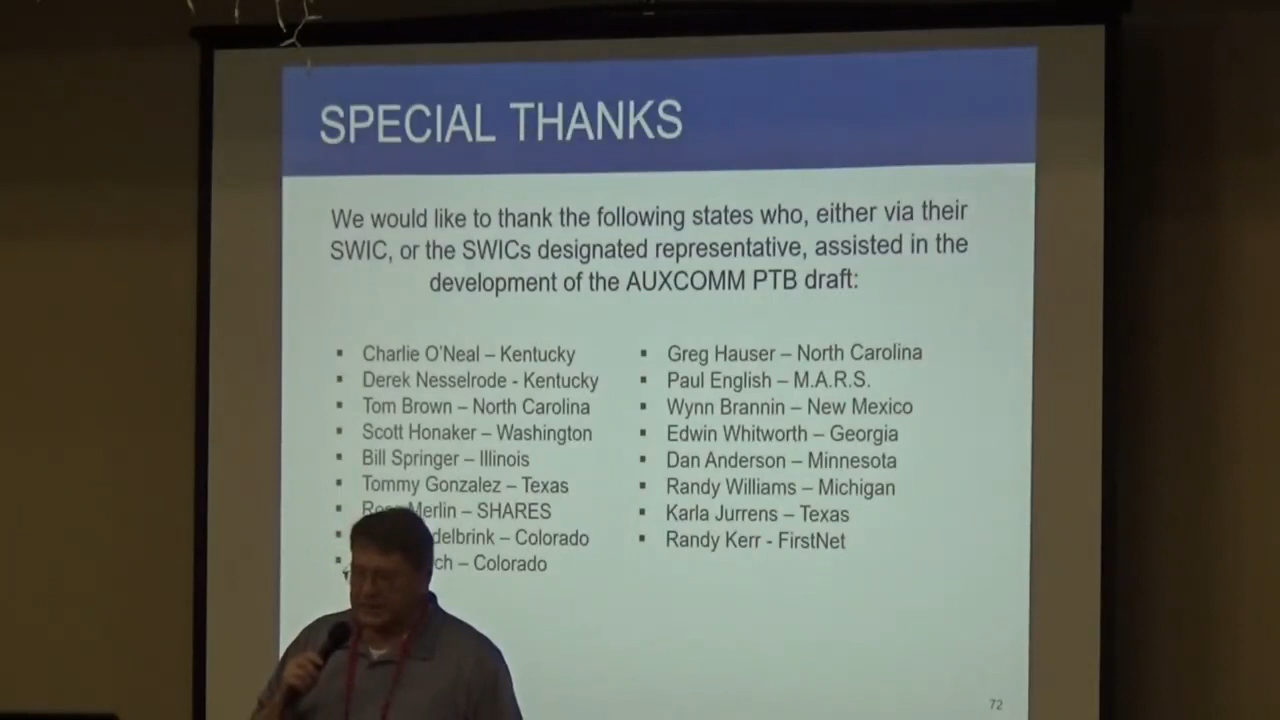 SPECIAL THANKS
We would like to thank the following states who, either via their
SWIC, or the SWICs designated representative, assisted in the
development of the AUXCOMM PTB draft:
▪ Charlie O'Neal – Kentucky
▪ Derek Nesselrode - Kentucky
▪ Tom Brown – North Carolina
▪ Scott Honaker – Washington
▪ Bill Springer – Illinois
▪ Tommy Gonzalez – Texas
▪ Merlin – SHARES
▪ – Colorado
▪ – Colorado
▪ Greg Hauser – North Carolina
▪ Paul English – M.A.R.S.
▪ Wynn Brannin – New Mexico
▪ Edwin Whitworth – Georgia
▪ Dan Anderson – Minnesota
▪ Randy Williams – Michigan
▪ Karla Jurrens – Texas
▪ Randy Kerr - FirstNet
72